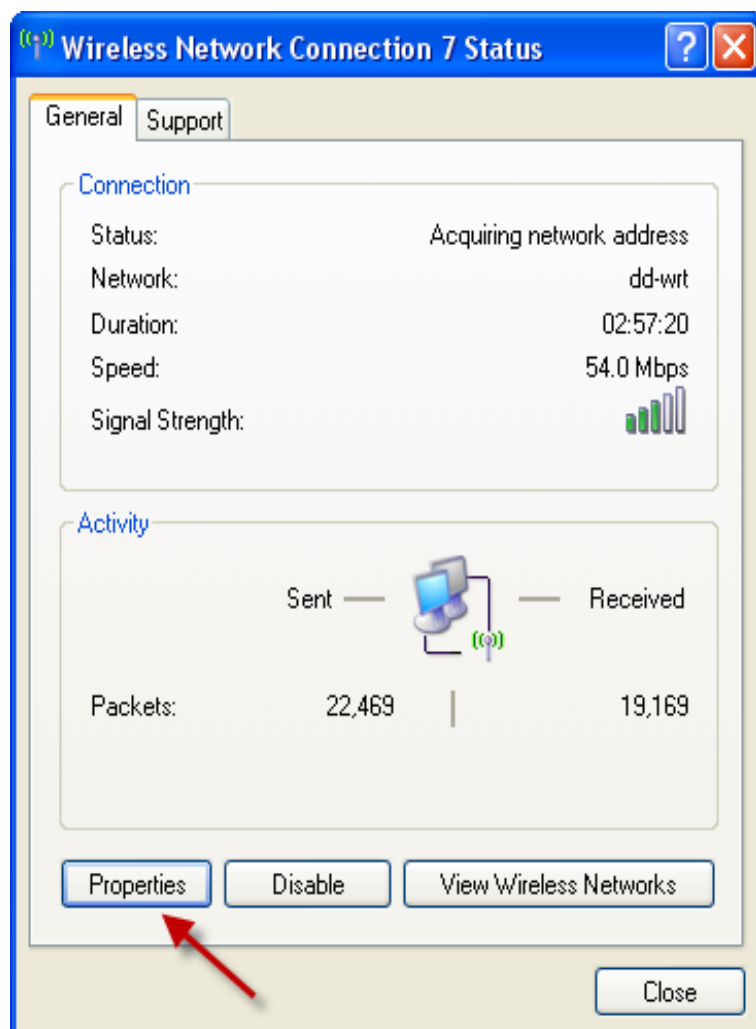 Wireless Network Connection 7 Status
General Support
Connection
Status: Acquiring network address
Network: dd-wrt
Duration: 02:57:20
Speed: 54.0 Mbps
Signal Strength:
Activity
Sent Received
Packets: 22,469 19,169
Properties Disable View Wireless Networks
Close